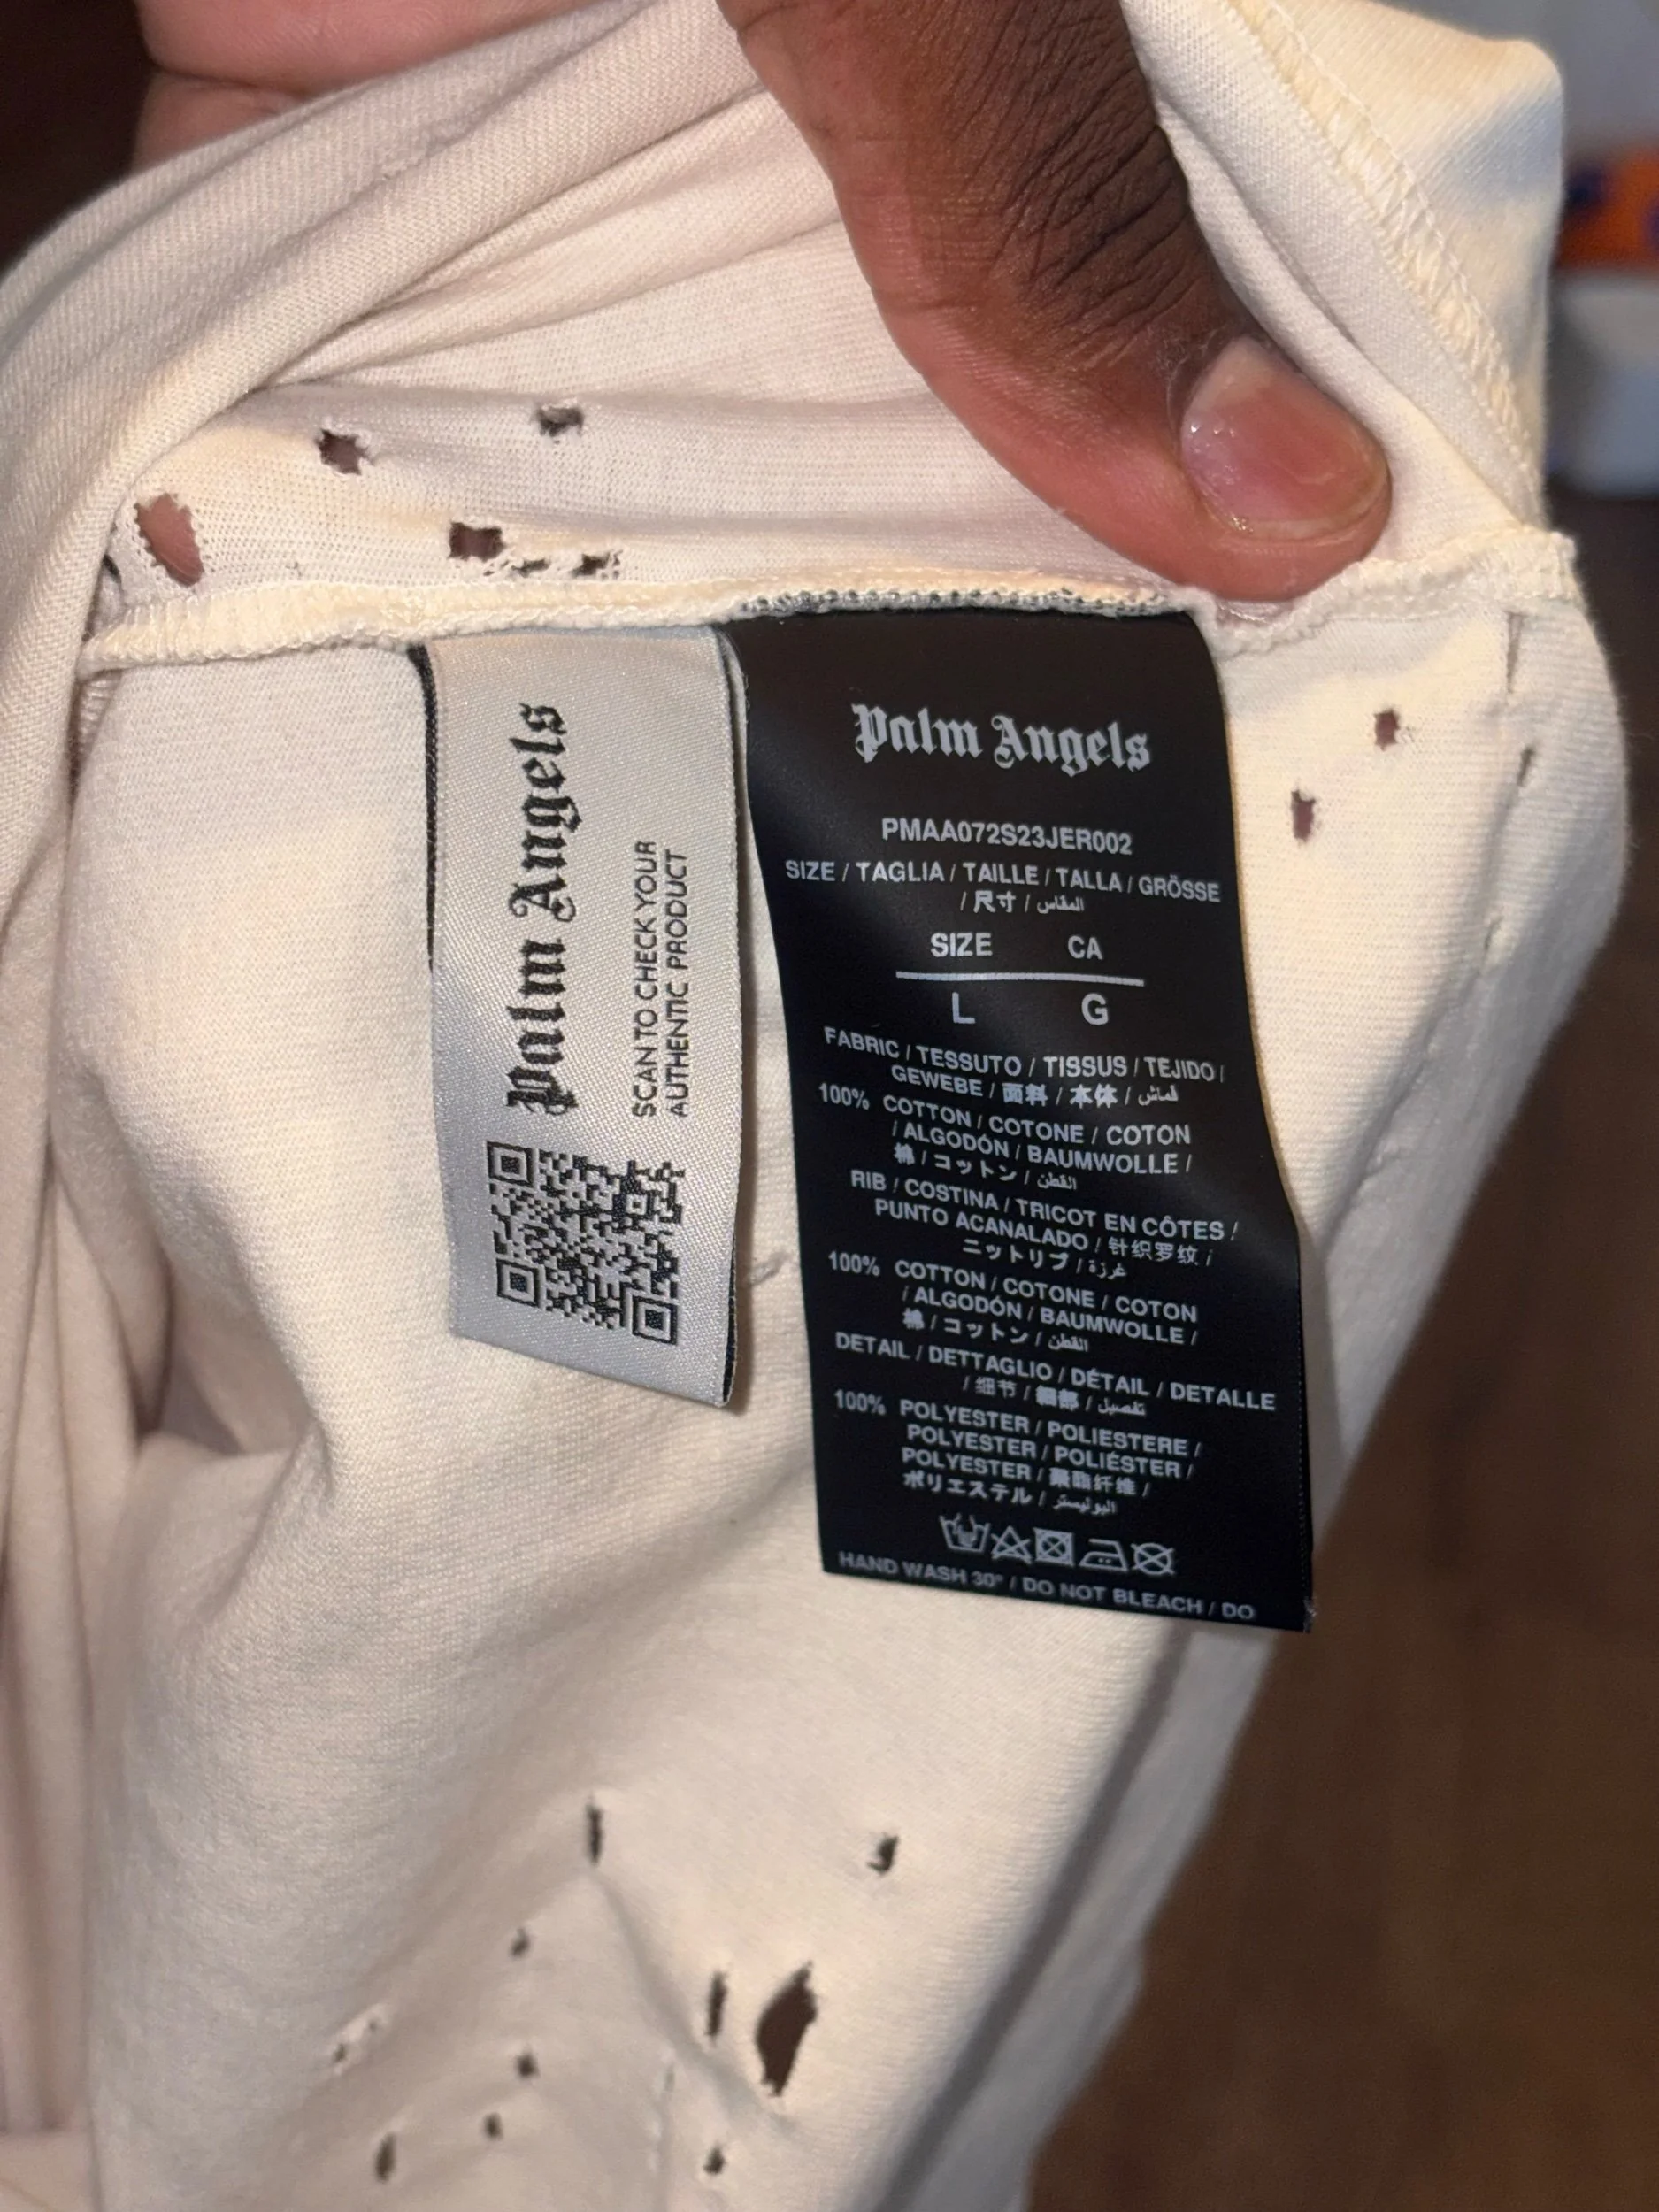 Palm Angels
SCAN TO CHECK YOUR
AUTHENTIC PRODUCT
Palm Angels
PMAA072S23JER002
SIZE / TAGLIA / TAILLE / TALLA / GRÖSSE
/ 尺寸 / المقاس
SIZE CA
L G
FABRIC / TESSUTO / TISSUS / TEJIDO /
GEWEBE / 面料 / 本体 / قماش
100% COTTON / COTONE / COTON
/ ALGODÓN / BAUMWOLLE /
棉 / コットン / القطن
RIB / COSTINA / TRICOT EN CÔTES /
PUNTO ACANALADO / 针织罗纹 /
ニットリブ / غرزة
100% COTTON / COTONE / COTON
/ ALGODÓN / BAUMWOLLE /
棉 / コットン / القطن
DETAIL / DETTAGLIO / DÉTAIL / DETALLE
/ 细节 / 細部 / تفصيل
100% POLYESTER / POLIESTERE /
POLYESTER / POLIÉSTER /
POLYESTER / 聚酯纤维 /
ポリエステル / البوليستر
HAND WASH 30° / DO NOT BLEACH / DO